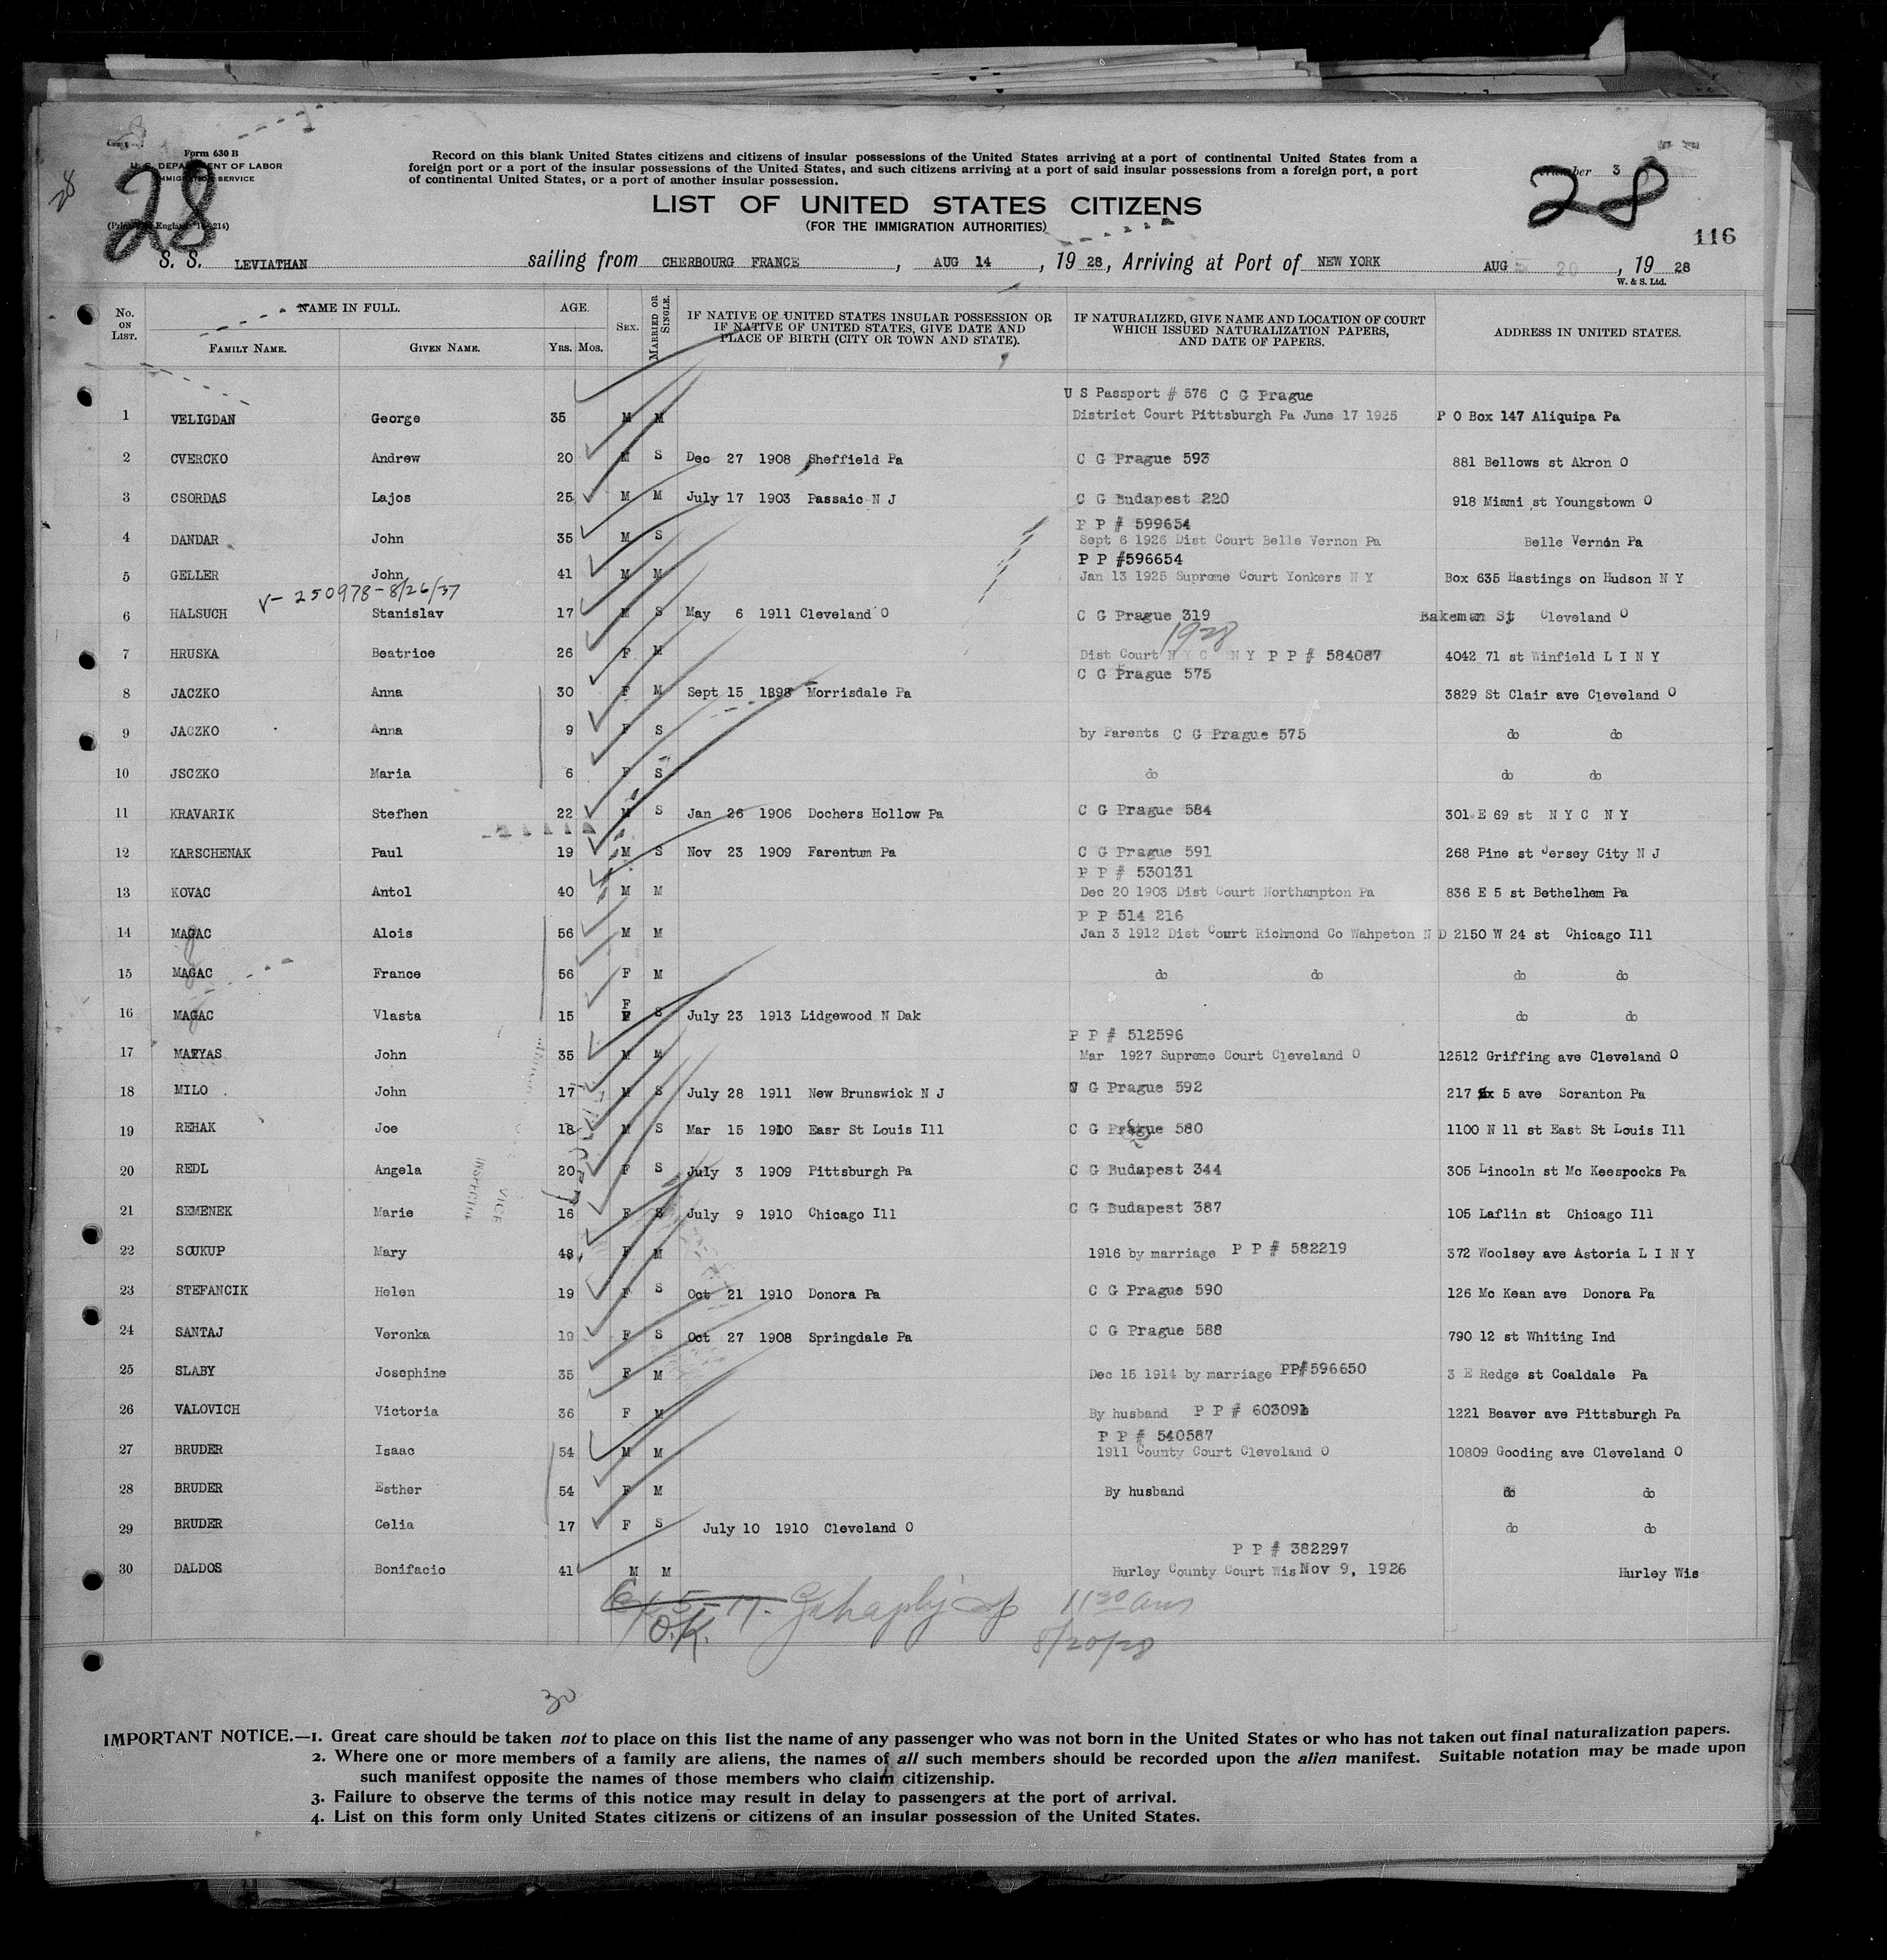 Form 630 B
U. S. DEPARTMENT OF LABOR
IMMIGRATION SERVICE
28
28
Record on this blank United States citizens and citizens of insular possessions of the United States arriving at a port of continental United States from a
foreign port or a port of the insular possessions of the United States, and such citizens arriving at a port of said insular possessions from a foreign port, a port
of continental United States, or a port of another insular possession.
Number 3
28
LIST OF UNITED STATES CITIZENS
(FOR THE IMMIGRATION AUTHORITIES)
116
S. S. LEVIATHAN sailing from CHERBOURG FRANCE, AUG 14, 19 28, Arriving at Port of NEW YORK AUG 20, 19 28
W. & S. Ltd.
No. ON LIST. NAME IN FULL. AGE. SEX. MARRIED OR SINGLE. IF NATIVE OF UNITED STATES INSULAR POSSESSION OR IF NATIVE OF UNITED STATES, GIVE DATE AND PLACE OF BIRTH (CITY OR TOWN AND STATE). IF NATURALIZED, GIVE NAME AND LOCATION OF COURT WHICH ISSUED NATURALIZATION PAPERS, AND DATE OF PAPERS. ADDRESS IN UNITED STATES.
FAMILY NAME. GIVEN NAME. YRS. MOS.
U S Passport # 576 C G Prague
1 VELIGDAN George 35 M M District Court Pittsburgh Pa June 17 1925 P O Box 147 Aliquipa Pa
2 CVERCKO Andrew 20 M S Dec 27 1908 Sheffield Pa C G Prague 593 881 Bellows st Akron O
3 CSORDAS Lajos 25 M M July 17 1903 Passaic N J C G Budapest 220 918 Miami st Youngstown O
P P # 599654
4 DANDAR John 35 M S Sept 6 1926 Dist Court Belle Vernon Pa Belle Vernon Pa
P P #596654
5 GELLER John 41 M M Jan 13 1925 Supreme Court Yonkers N Y Box 635 Hastings on Hudson N Y
V- 250978-8/26/37
6 HALSUCH Stanislav 17 M S May 6 1911 Cleveland O C G Prague 319 Bakeman St Cleveland O
1928
7 HRUSKA Beatrice 26 F M Dist Court N Y C N Y P P # 584087 4042 71 st Winfield L I N Y
C G Prague 575
8 JACZKO Anna 30 F M Sept 15 1898 Morrisdale Pa 3829 St Clair ave Cleveland O
9 JACZKO Anna 9 F S by Parents C G Prague 575 do do
10 JSCZKO Maria 6 F S do do do
11 KRAVARIK Stefhen 22 M S Jan 26 1906 Dochers Hollow Pa C G Prague 584 301 E 69 st N Y C N Y
12 KARSCHENAK Paul 19 M S Nov 23 1909 Farentum Pa C G Prague 591 268 Pine st Jersey City N J
P P # 530131
13 KOVAC Antol 40 M M Dec 20 1903 Dist Court Northampton Pa 836 E 5 st Bethelhem Pa
P P 514 216
14 MAGAC Alois 56 M M Jan 3 1912 Dist Court Richmond Co Wahpeton N D 2150 W 24 st Chicago Ill
15 MAGAC France 56 F M do do do do
16 MAGAC Vlasta 15 F S July 23 1913 Lidgewood N Dak do do
P P # 512596
17 MATYAS John 35 M M Mar 1927 Supreme Court Cleveland O 12512 Griffing ave Cleveland O
18 MILO John 17 M S July 28 1911 New Brunswick N J C G Prague 592 217 5 ave Scranton Pa
19 REHAK Joe 18 M S Mar 15 1910 Easr St Louis Ill C G Prague 580 1100 N 11 st East St Louis Ill
20 REDL Angela 20 F S July 3 1909 Pittsburgh Pa C G Budapest 344 305 Lincoln st Mc Keesrocks Pa
21 SEMENEK Marie 16 F S July 9 1910 Chicago Ill C G Budapest 387 105 Laflin st Chicago Ill
22 SOUKUP Mary 48 F M 1916 by marriage P P # 582219 372 Woolsey ave Astoria L I N Y
23 STEFANCIK Helen 19 F S Oct 21 1910 Donora Pa C G Prague 590 126 Mc Kean ave Donora Pa
24 SANTAJ Veronka 19 F S Oct 27 1908 Springdale Pa C G Prague 588 790 12 st Whiting Ind
25 SLABY Josephine 35 F M Dec 15 1914 by marriage PP#596650 3 E Redge st Coaldale Pa
26 VALOVICH Victoria 36 F M By husband P P # 603091 1221 Beaver ave Pittsburgh Pa
P P # 540587
27 BRUDER Isaac 54 M M 1911 County Court Cleveland O 10809 Gooding ave Cleveland O
28 BRUDER Esther 54 F M By husband do do
29 BRUDER Celia 17 F S July 10 1910 Cleveland O do do
P P # 382297
30 DALDOS Bonifacio 41 M M Hurley County Court Wis Nov 9, 1926 Hurley Wis
11 30 am
O.K. 8/20/28
30
IMPORTANT NOTICE.—1. Great care should be taken not to place on this list the name of any passenger who was not born in the United States or who has not taken out final naturalization papers.
2. Where one or more members of a family are aliens, the names of all such members should be recorded upon the alien manifest. Suitable notation may be made upon
such manifest opposite the names of those members who claim citizenship.
3. Failure to observe the terms of this notice may result in delay to passengers at the port of arrival.
4. List on this form only United States citizens or citizens of an insular possession of the United States.